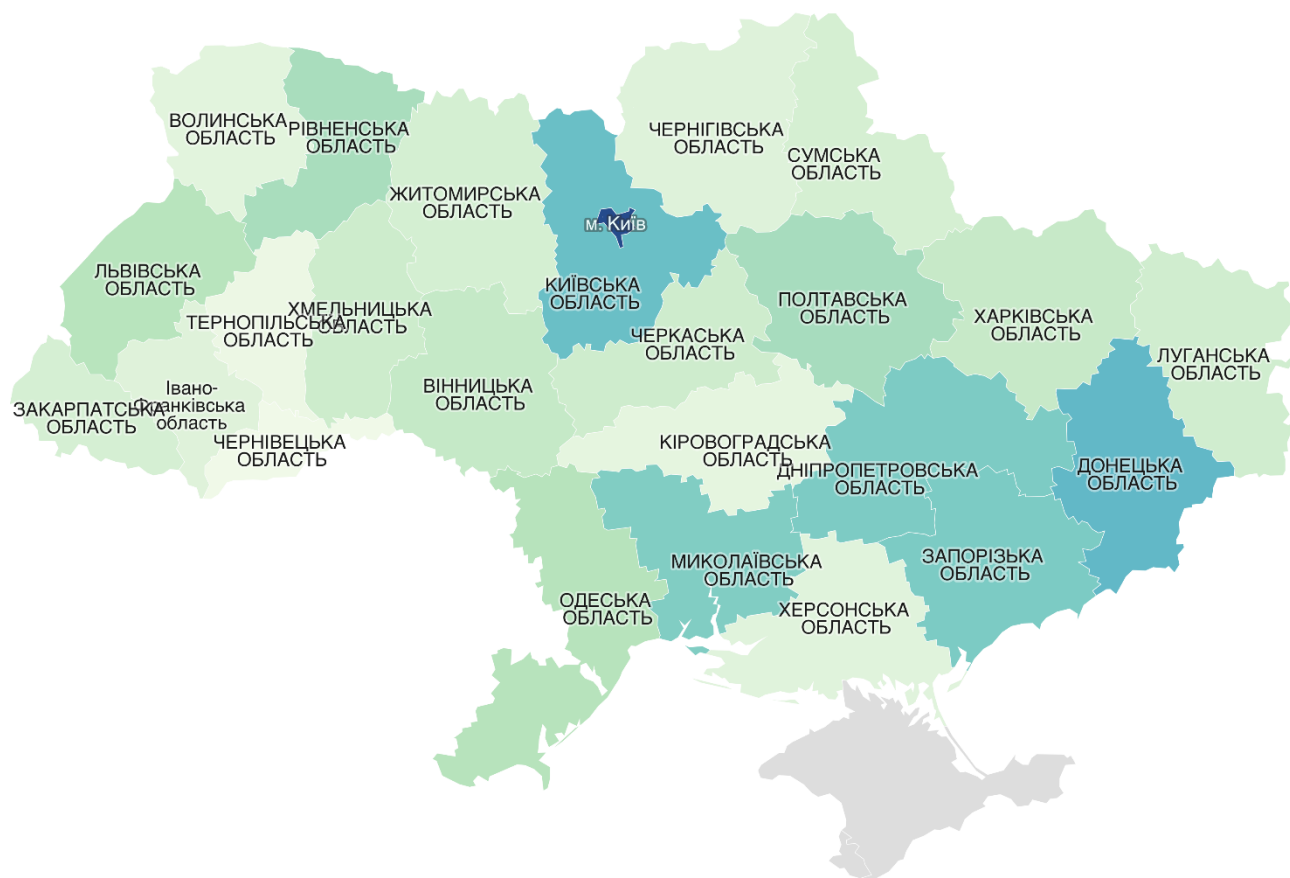 ВОЛИНСЬКА
ОБЛАСТЬ
РІВНЕНСЬКА
ОБЛАСТЬ
ЖИТОМИРСЬКА
ОБЛАСТЬ
ЧЕРНІГІВСЬКА
ОБЛАСТЬ
СУМСЬКА
ОБЛАСТЬ
м. Київ
КИЇВСЬКА
ОБЛАСТЬ
ЛЬВІВСЬКА
ОБЛАСТЬ
ТЕРНОПІЛЬСЬКА
ОБЛАСТЬ
ХМЕЛЬНИЦЬКА
ОБЛАСТЬ
ПОЛТАВСЬКА
ОБЛАСТЬ
ХАРКІВСЬКА
ОБЛАСТЬ
ЧЕРКАСЬКА
ОБЛАСТЬ
ЛУГАНСЬКА
ОБЛАСТЬ
ВІННИЦЬКА
ОБЛАСТЬ
ЗАКАРПАТСЬКА
ОБЛАСТЬ
Івано-
Франківська
область
ЧЕРНІВЕЦЬКА
ОБЛАСТЬ
КІРОВОГРАДСЬКА
ОБЛАСТЬ
ДНІПРОПЕТРОВСЬКА
ОБЛАСТЬ
ДОНЕЦЬКА
ОБЛАСТЬ
МИКОЛАЇВСЬКА
ОБЛАСТЬ
ЗАПОРІЗЬКА
ОБЛАСТЬ
ОДЕСЬКА
ОБЛАСТЬ
ХЕРСОНСЬКА
ОБЛАСТЬ